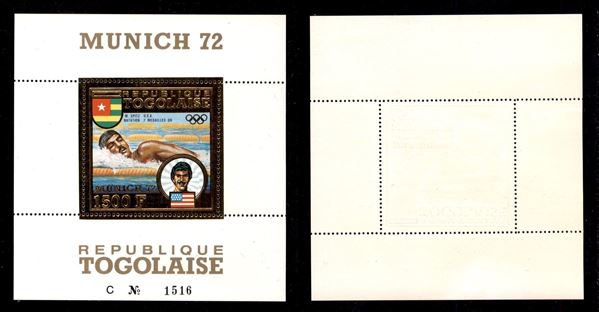 MUNICH 72
REPUBLIQUE
TOGOLAISE
M. SPITZ U.S.A.
NATATION 7 MEDAILLES OR
MUNICH 72
1500 F
REPUBLIQUE
TOGOLAISE
C No 1516